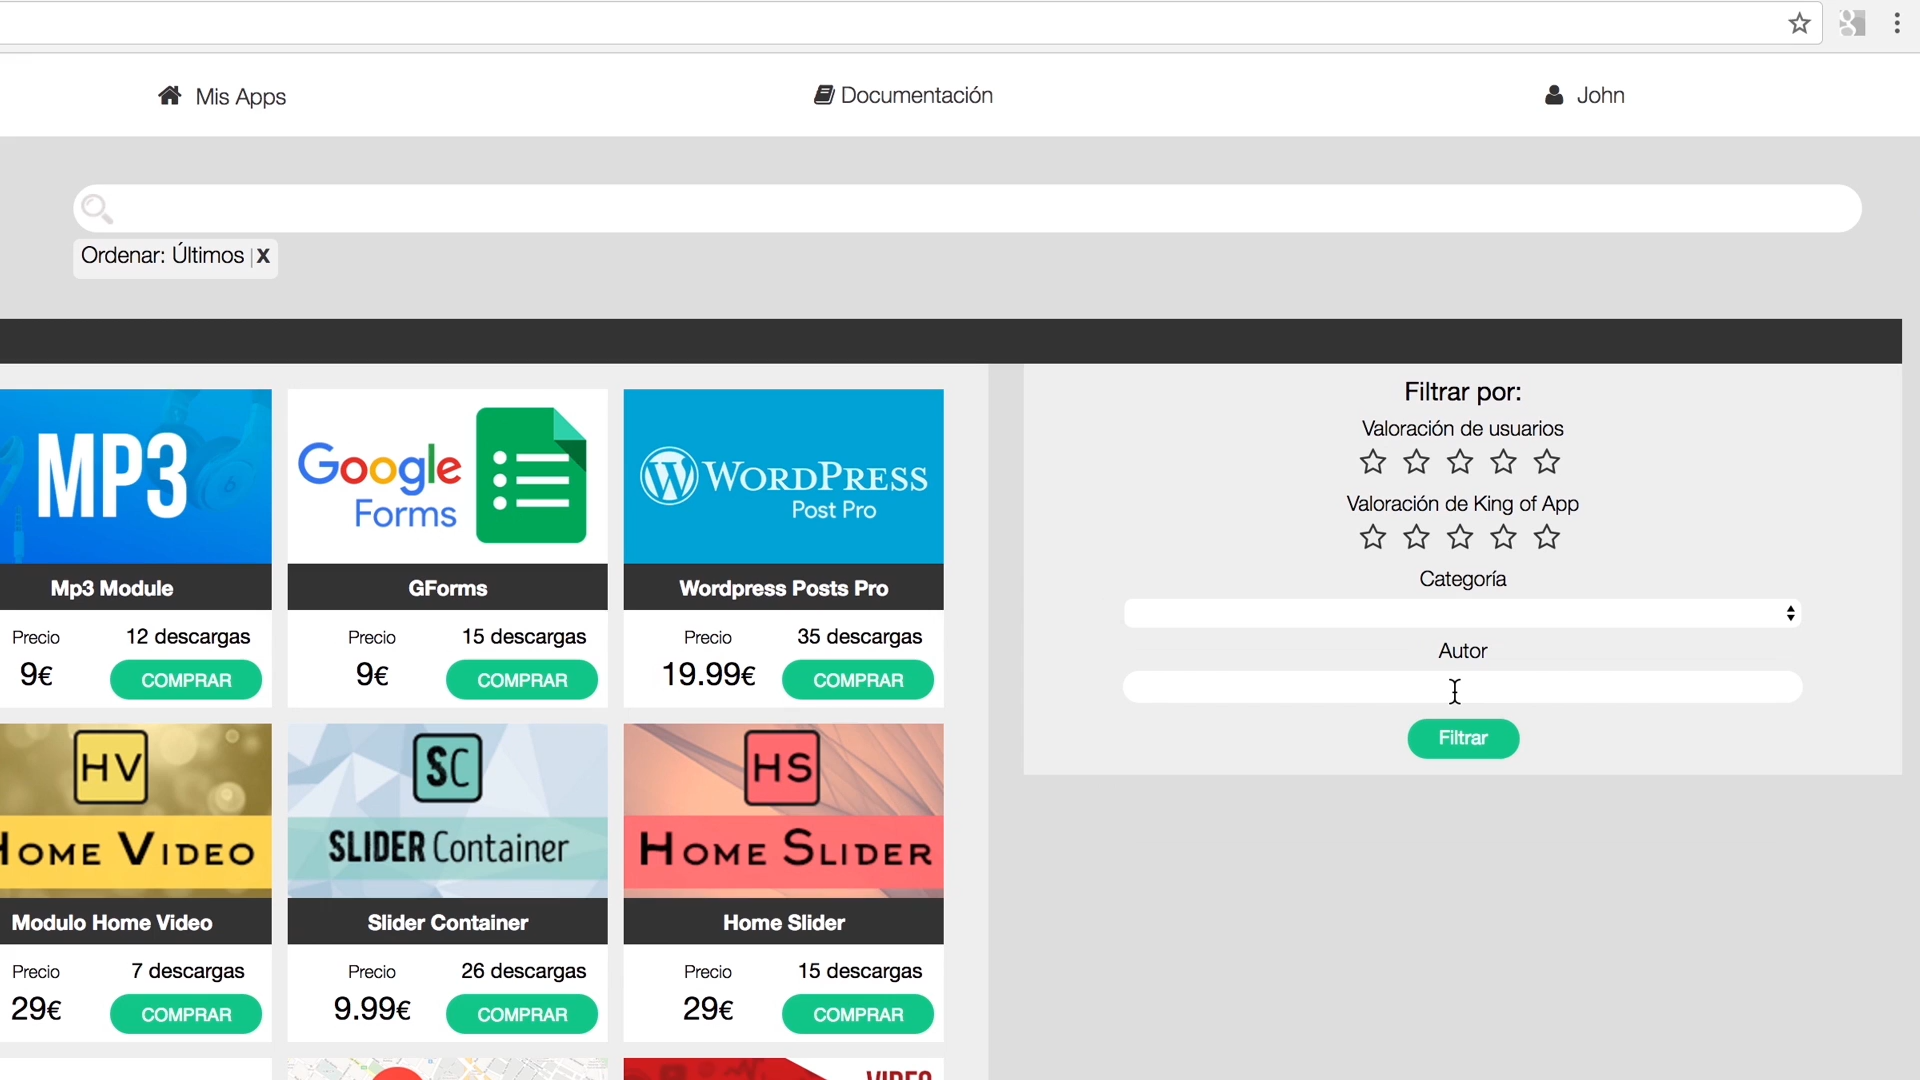 Mis Apps
Documentación
John
Ordenar: Últimos | X
Filtrar por:
Valoración de usuarios
Valoración de King of App
Categoría
Autor
Filtrar
MP3
Mp3 Module
Precio
12 descargas
9€
COMPRAR
Google
Forms
GForms
Precio
15 descargas
9€
COMPRAR
WORDPRESS
Post Pro
Wordpress Posts Pro
Precio
35 descargas
19.99€
COMPRAR
HV
HOME VIDEO
Modulo Home Video
Precio
7 descargas
29€
COMPRAR
SC
SLIDER Container
Slider Container
Precio
26 descargas
9.99€
COMPRAR
HS
HOME SLIDER
Home Slider
Precio
15 descargas
29€
COMPRAR
VIDEO